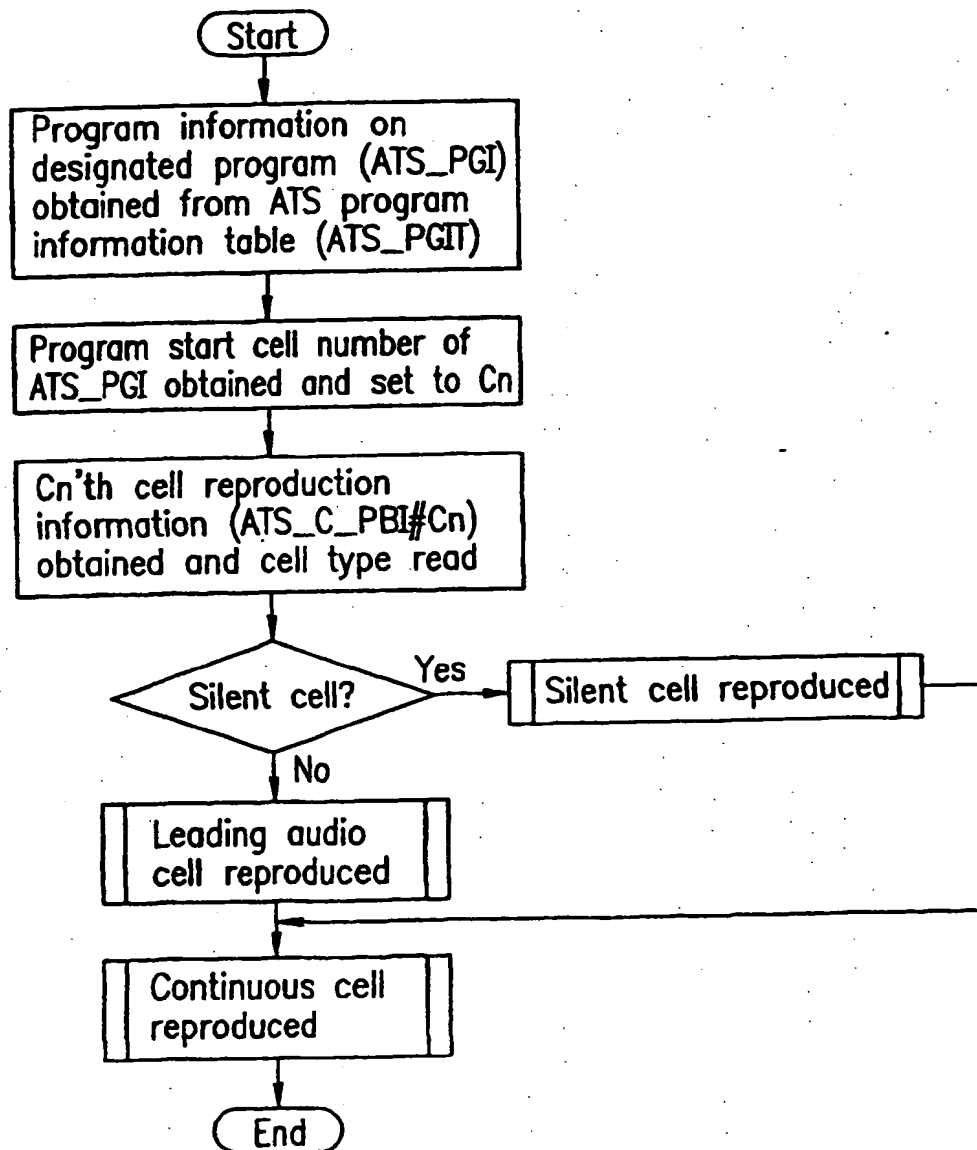 Start
Program information on
designated program (ATS_PGI)
obtained from ATS program
information table (ATS_PGIT)
Program start cell number of
ATS_PGI obtained and set to Cn
Cn'th cell reproduction
information (ATS_C_PBI#Cn)
obtained and cell type read
Silent cell?
Yes
Silent cell reproduced
No
Leading audio
cell reproduced
Continuous cell
reproduced
End